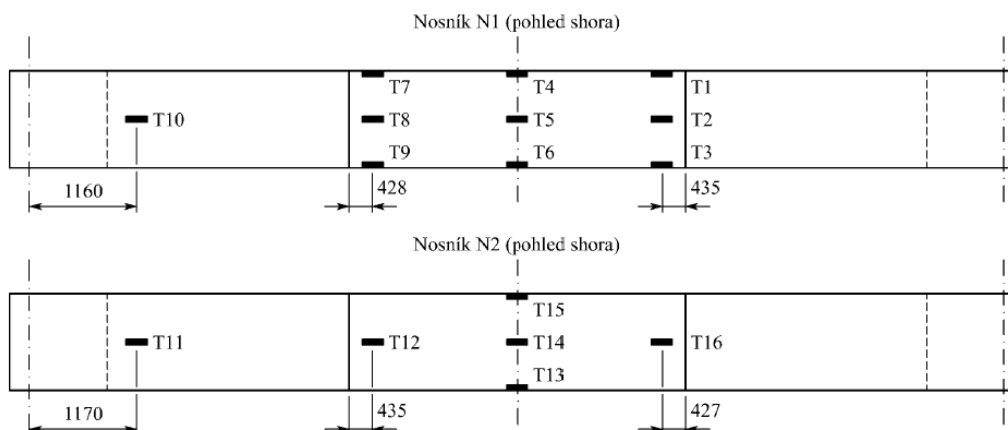 Nosník N1 (pohled shora)
T7 T4 T1
T10 T8 T5 T2
T9 T6 T3
1160 428 435
Nosník N2 (pohled shora)
T15
T11 T12 T14 T16
T13
1170 435 427